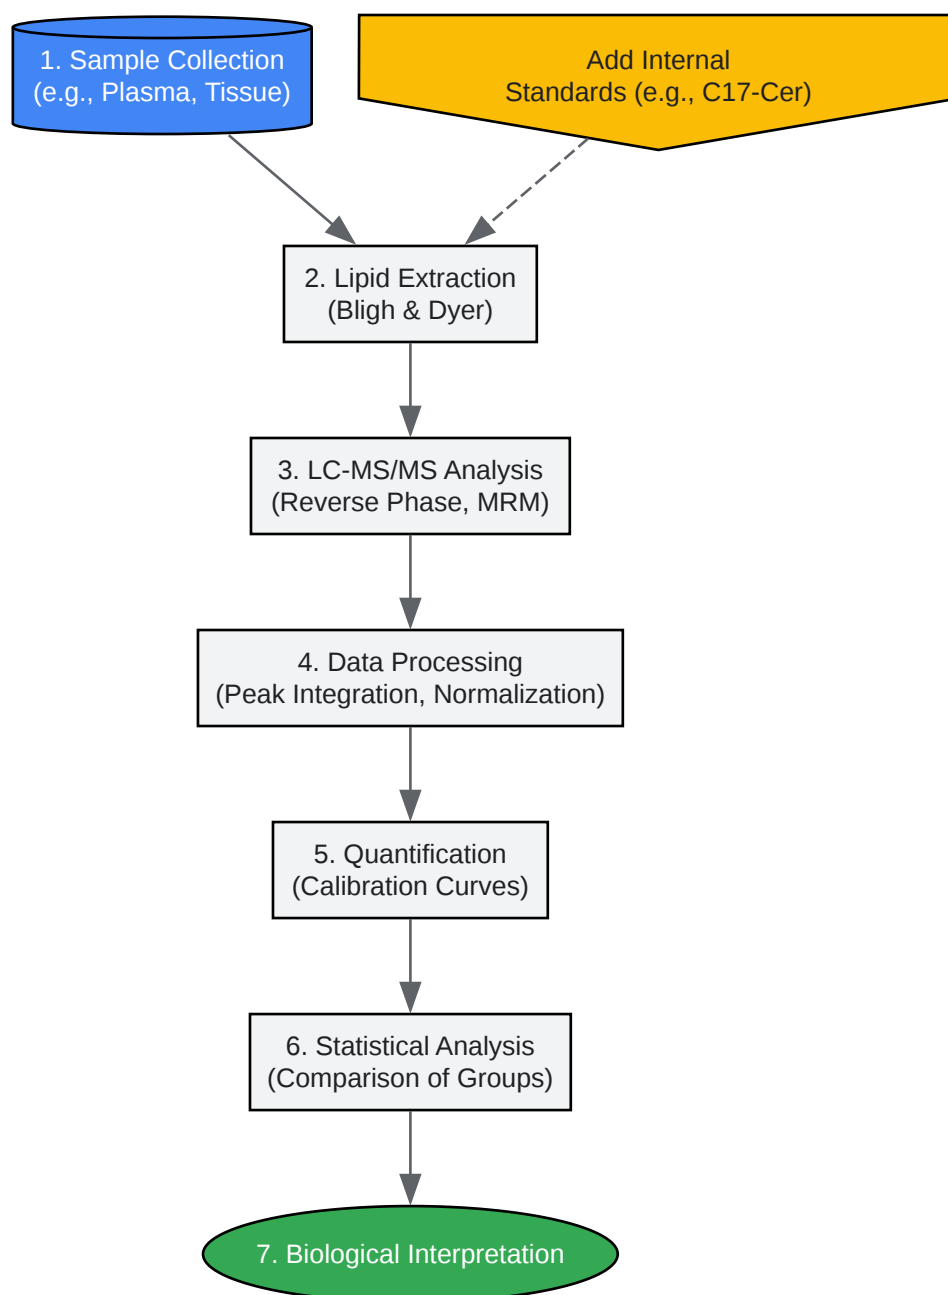 1. Sample Collection
(e.g., Plasma, Tissue)
Add Internal
Standards (e.g., C17-Cer)
2. Lipid Extraction
(Bligh & Dyer)
3. LC-MS/MS Analysis
(Reverse Phase, MRM)
4. Data Processing
(Peak Integration, Normalization)
5. Quantification
(Calibration Curves)
6. Statistical Analysis
(Comparison of Groups)
7. Biological Interpretation